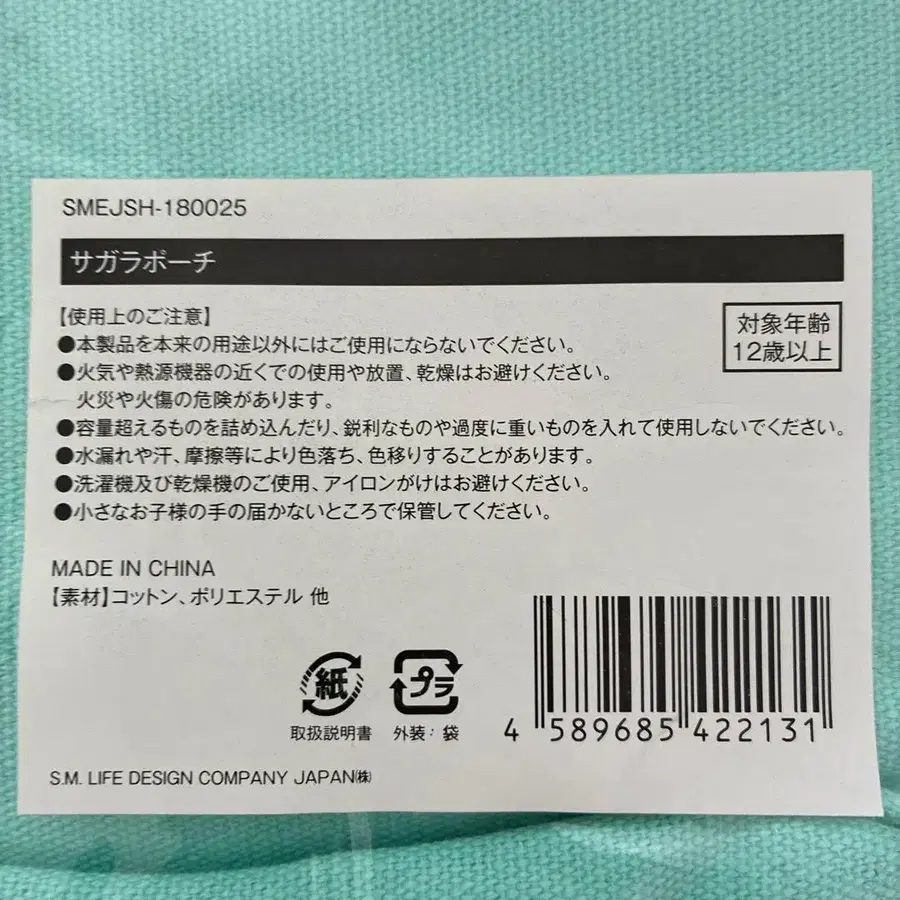 SMEJSH-180025
サガラポーチ
【使用上のご注意】
対象年齢
12歳以上
●本製品を本来の用途以外にはご使用にならないでください。
●火気や熱源機器の近くでの使用や放置、乾燥はお避けください。
火災や火傷の危険があります。
●容量超えるものを詰め込んだり、鋭利なものや過度に重いものを入れて使用しないでください。
●水漏れや汗、摩擦等により色落ち、色移りすることがあります。
●洗濯機及び乾燥機のご使用、アイロンがけはお避けください。
●小さなお子様の手の届かないところで保管してください。
MADE IN CHINA
【素材】コットン、ポリエステル 他
紙
プラ
取扱説明書
外装：袋
4 589685 422131
S.M. LIFE DESIGN COMPANY JAPAN㈱